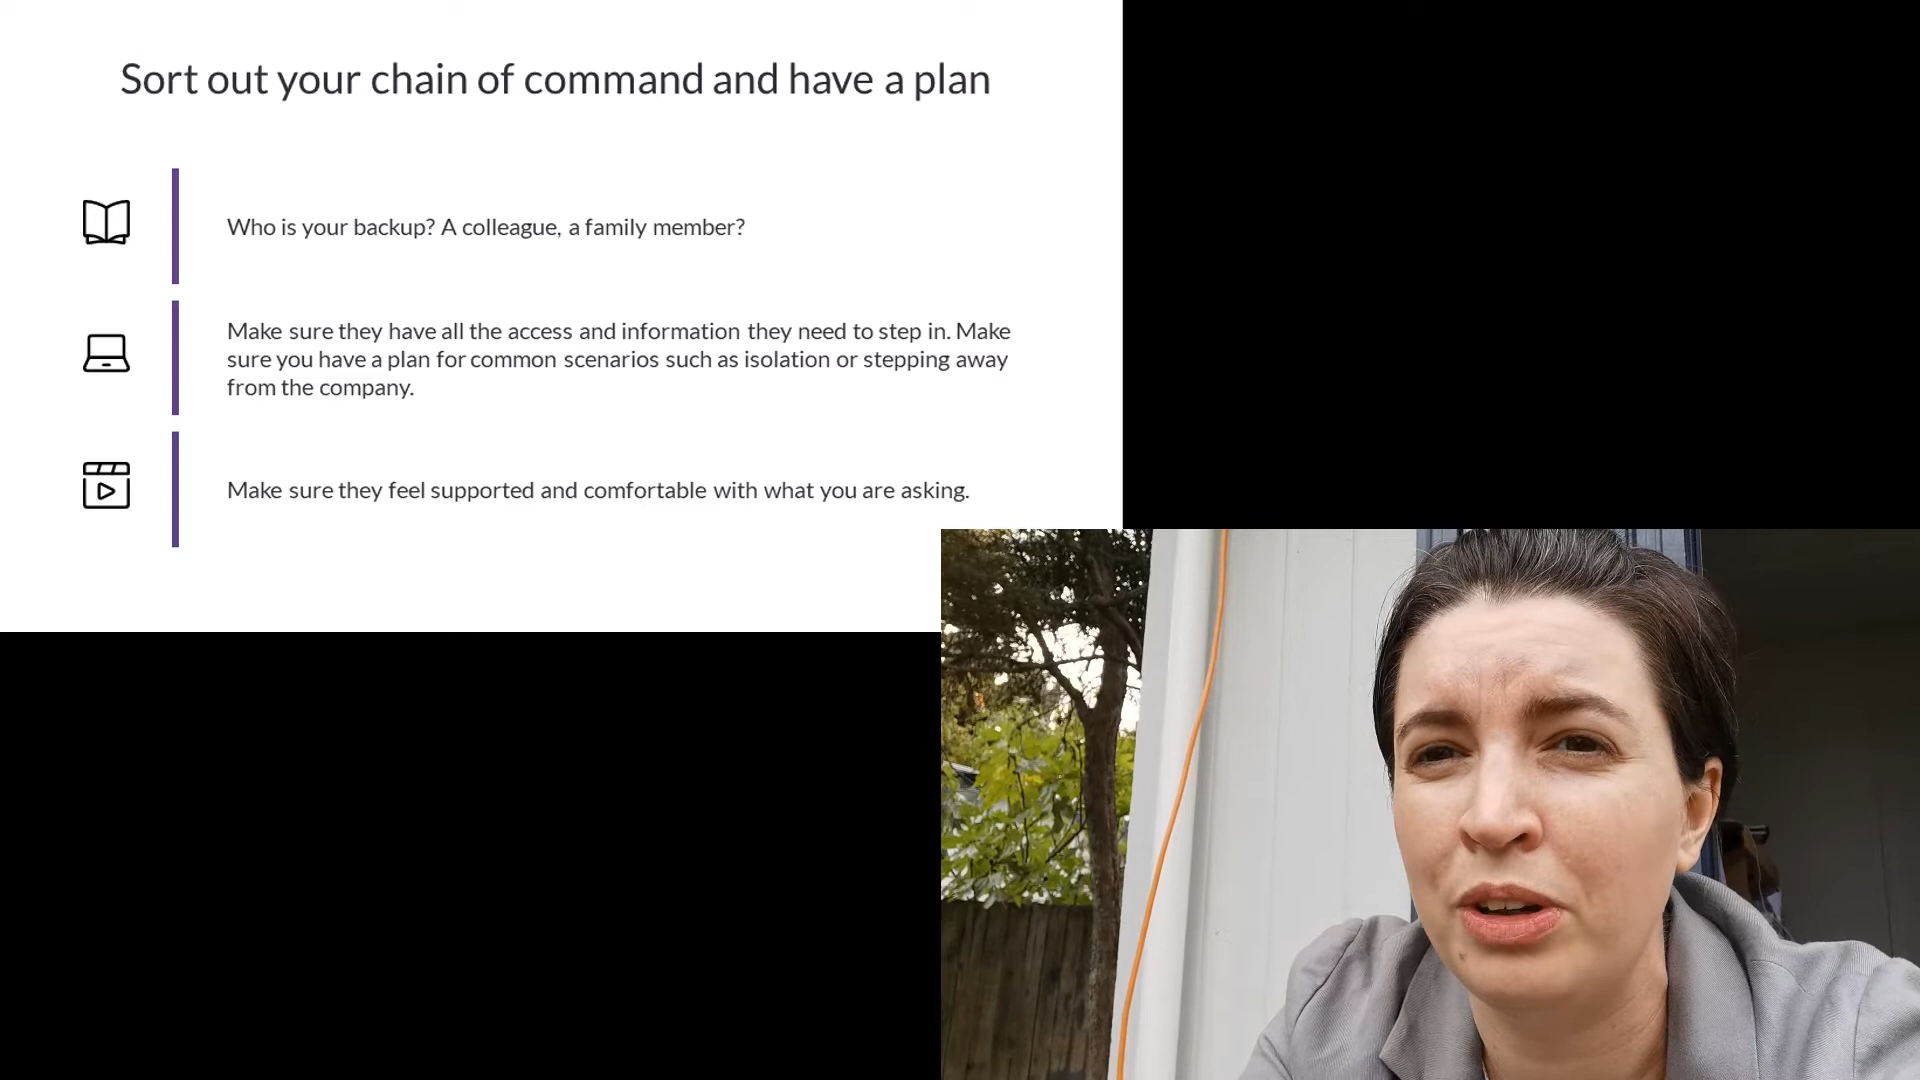 Sort out your chain of command and have a plan
Who is your backup? A colleague, a family member?
Make sure they have all the access and information they need to step in. Make
sure you have a plan for common scenarios such as isolation or stepping away
from the company.
Make sure they feel supported and comfortable with what you are asking.